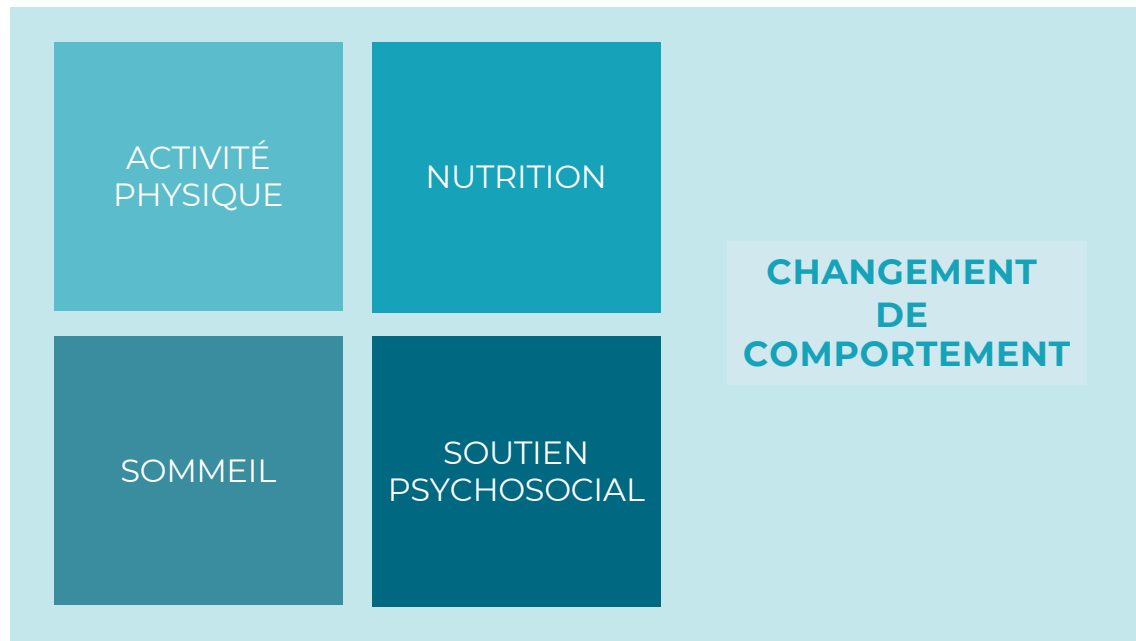 ACTIVITÉ
PHYSIQUE
NUTRITION
SOMMEIL
SOUTIEN
PSYCHOSOCIAL
CHANGEMENT
DE
COMPORTEMENT